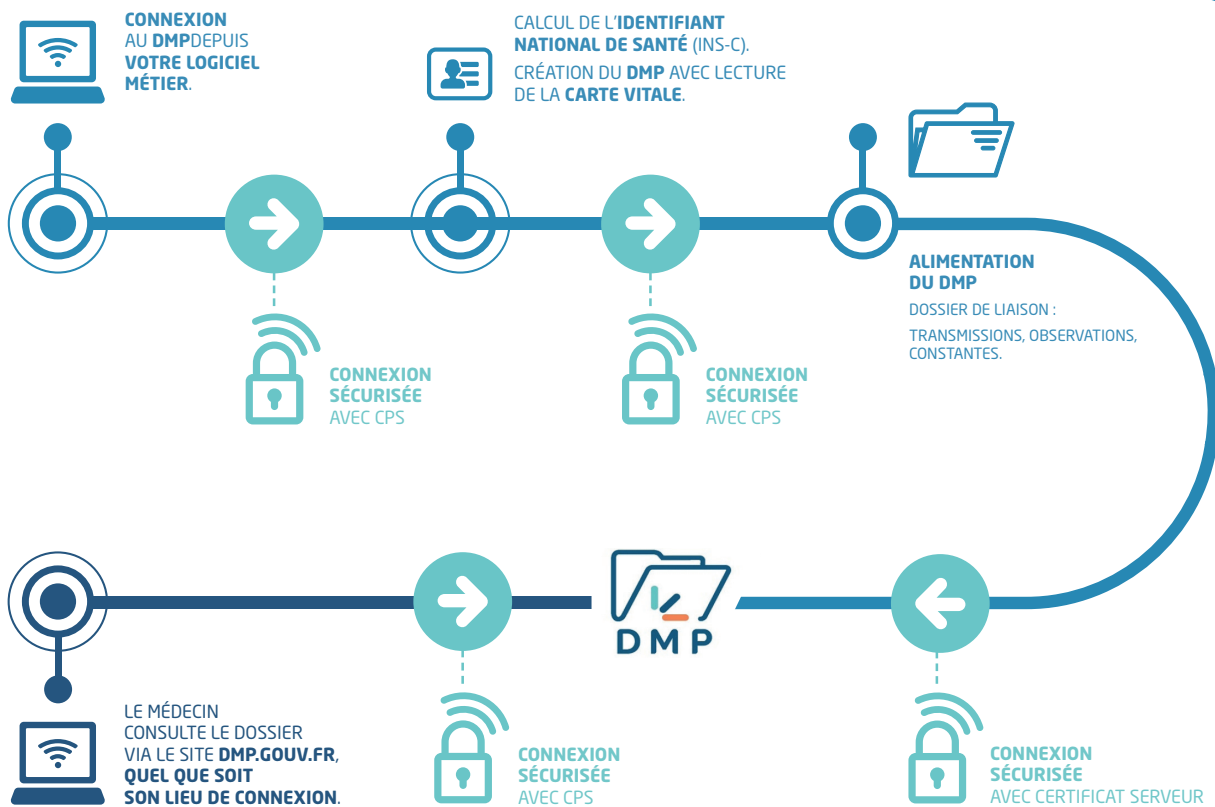 CONNEXION
AU DMPDEPUIS
VOTRE LOGICIEL
MÉTIER.
CALCUL DE L'IDENTIFIANT
NATIONAL DE SANTÉ (INS-C).
CRÉATION DU DMP AVEC LECTURE
DE LA CARTE VITALE.
CONNEXION
SÉCURISÉE
AVEC CPS
CONNEXION
SÉCURISÉE
AVEC CPS
ALIMENTATION
DU DMP
DOSSIER DE LIAISON :
TRANSMISSIONS, OBSERVATIONS,
CONSTANTES.
DMP
LE MÉDECIN
CONSULTE LE DOSSIER
VIA LE SITE DMP.GOUV.FR,
QUEL QUE SOIT
SON LIEU DE CONNEXION.
CONNEXION
SÉCURISÉE
AVEC CPS
CONNEXION
SÉCURISÉE
AVEC CERTIFICAT SERVEUR